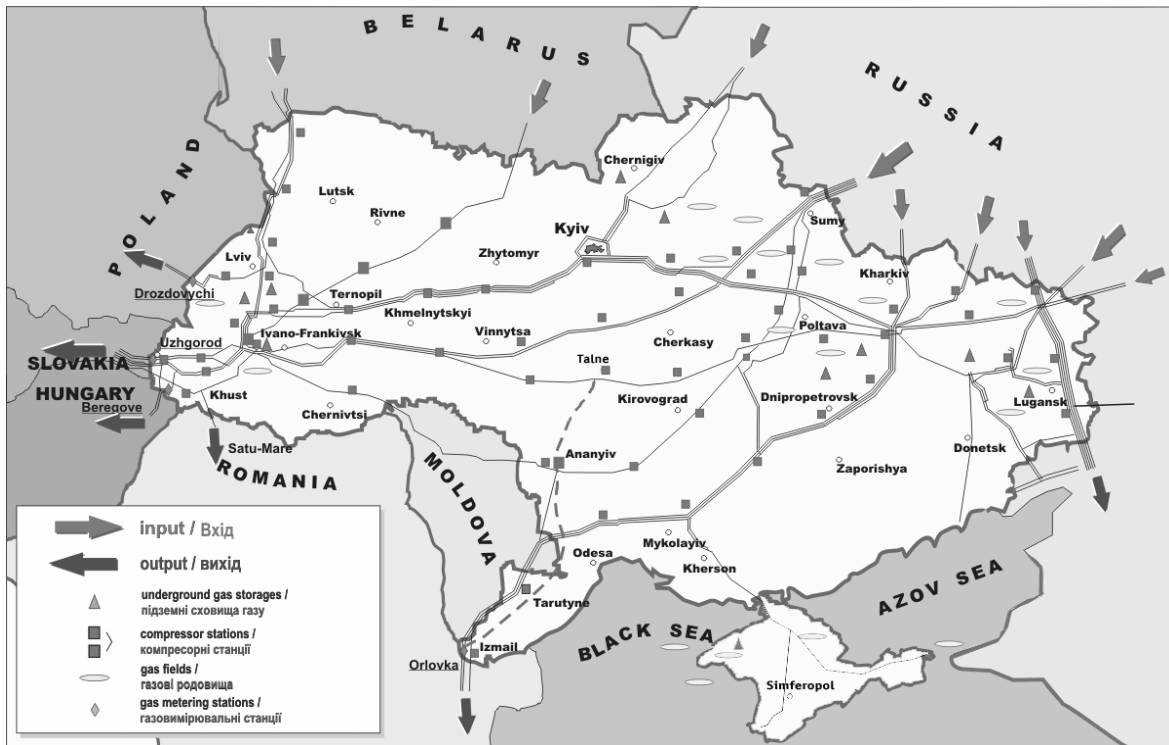 BELARUS
RUSSIA
POLAND
Chernigiv
Lutsk
Rivne
Sumy
Kyiv
Zhytomyr
Lviv
Kharkiv
Drozdovychi
Ternopil
Khmelnytskyi
Ivano-Frankivsk
Vinnytsa
Cherkasy
Poltava
Uzhgorod
SLOVAKIA
Talne
HUNGARY
Khust
Beregove
Chernivtsi
Kirovograd
Dnipropetrovsk
Lugansk
Satu-Mare
Donetsk
ROMANIA
MOLDOVA
Ananyiv
Zaporishya
Odesa
Mykolayiv
Kherson
Tarutyne
AZOV SEA
BLACK SEA
Orlovka
Izmail
Simferopol
input / Вхід
output / вихід
underground gas storages /
підземні сховища газу
compressor stations /
компресорні станції
gas fields /
газові родовища
gas metering stations /
газовимірювальні станції